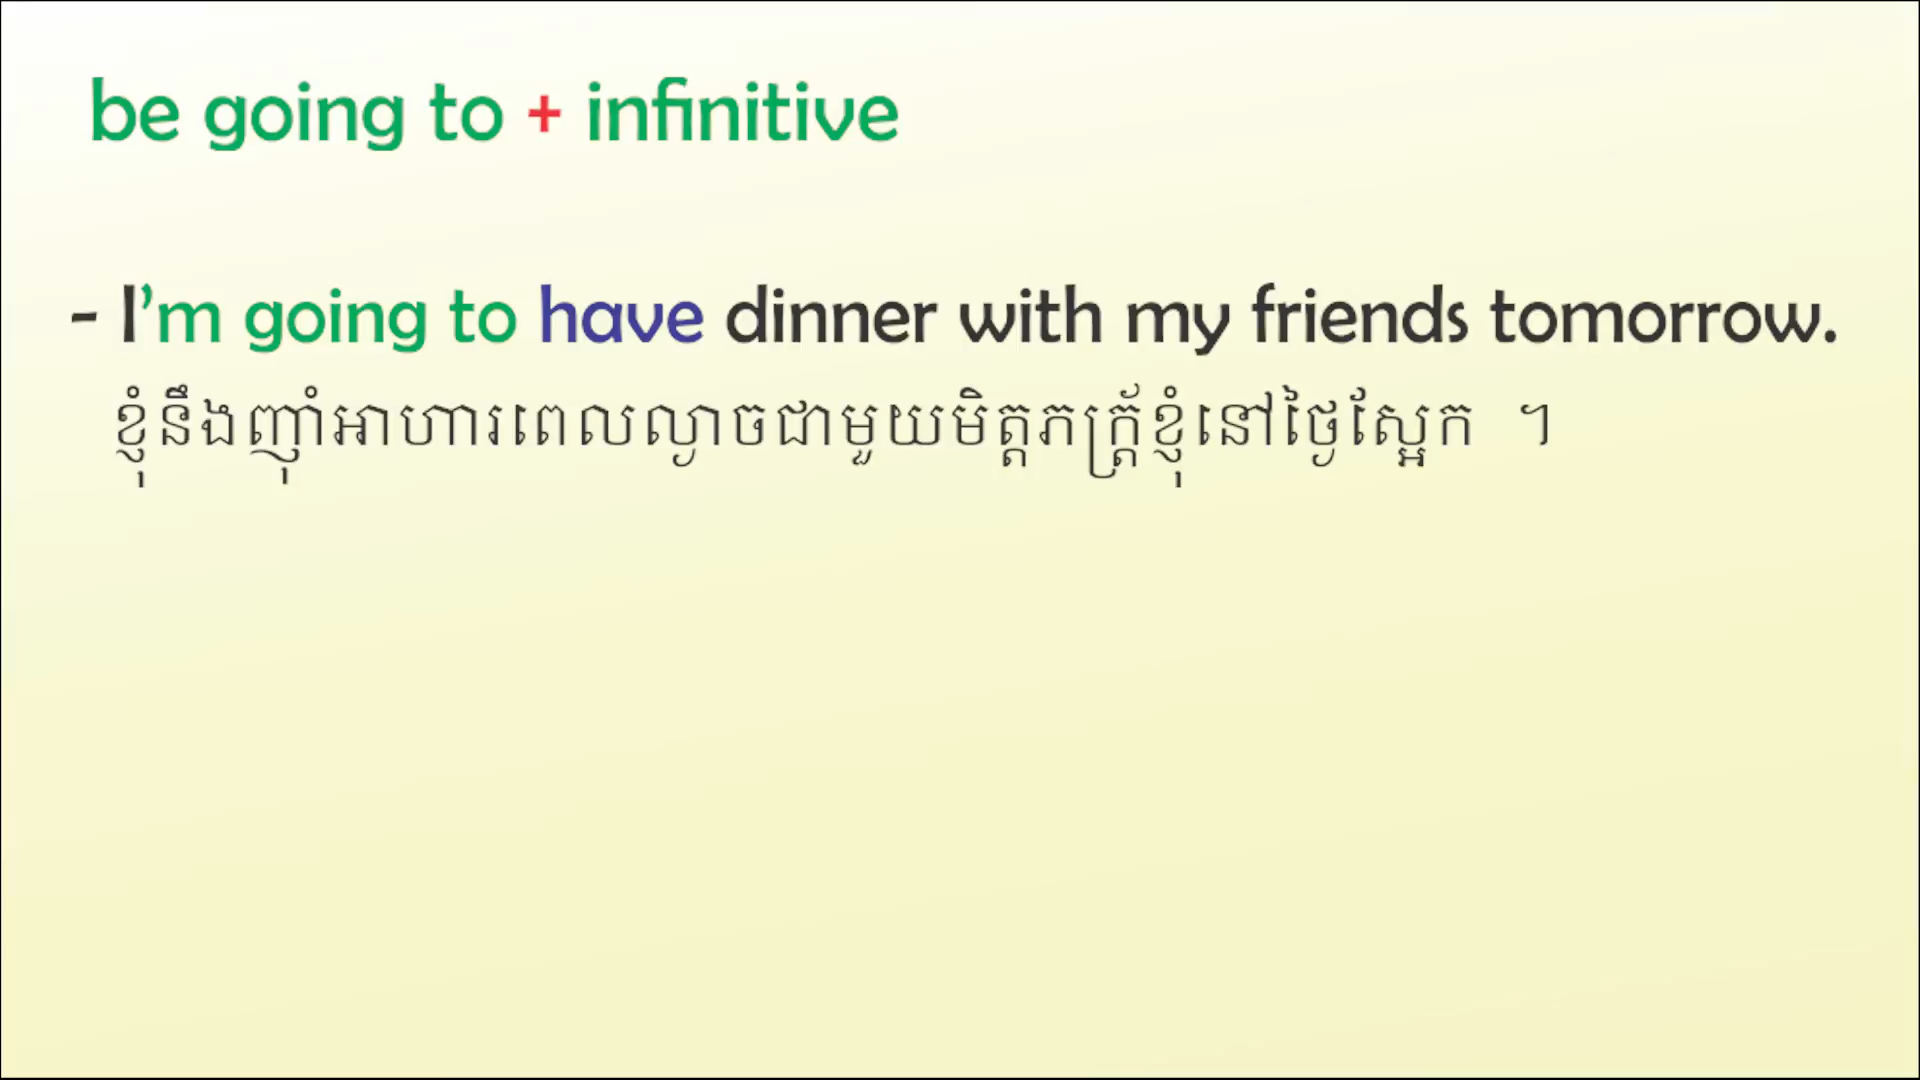 be going to + infinitive
- I'm going to have dinner with my friends tomorrow.
ខ្ញុំនឹងញ៉ាំអាហារពេលល្ងាចជាមួយមិត្តភក្ត្រ័ខ្ញុំនៅថ្ងៃស្អែក ។